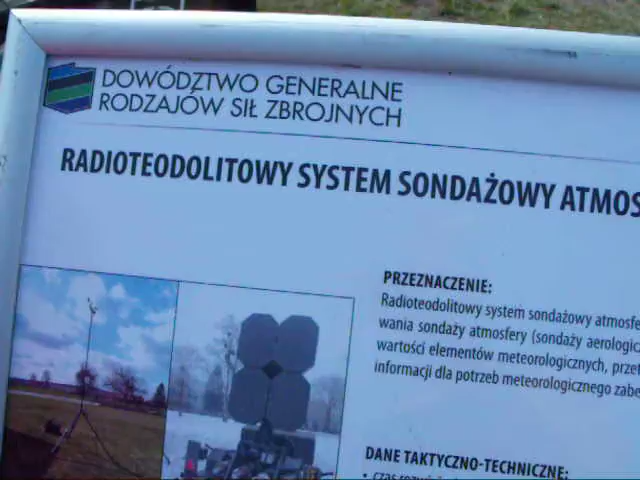 DOWÓDZTWO GENERALNE
RODZAJÓW SIŁ ZBROJNYCH
RADIOTEODOLITOWY SYSTEM SONDAŻOWY ATMOS
PRZEZNACZENIE:
Radioteodolitowy system sondażowy atmosfe
wania sondaży atmosfery (sondaży aerologic
wartości elementów meteorologicznych, przet
informacji dla potrzeb meteorologicznego zabe
DANE TAKTYCZNO-TECHNICZNE:
• czas